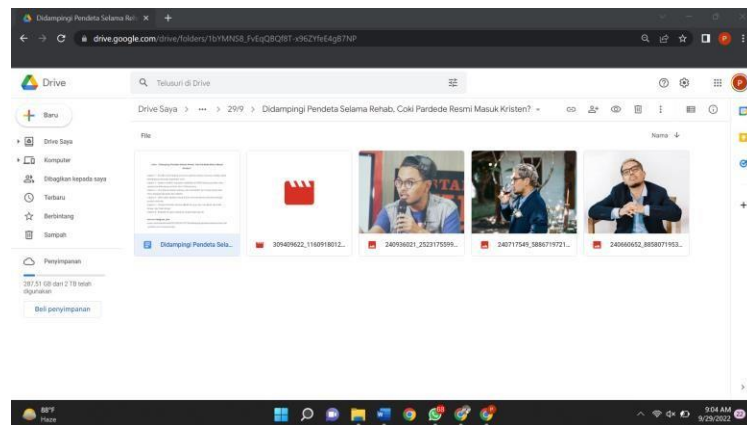 Didampingi Pendeta Selama Reh
drive.google.com/drive/folders/1bYMNS8_FvEqQBQf8T-x96ZYfeE4gB7NP
Drive
Telusuri di Drive
Baru
Drive Saya > ... > 29/9 > Didampingi Pendeta Selama Rehab, Coki Pardede Resmi Masuk Kristen?
File
Nama
Drive Saya
Komputer
Dibagikan kepada saya
Terbaru
Berbintang
Sampah
Penyimpanan
287,51 GB dari 2 TB telah
digunakan
Beli penyimpanan
Didampingi Pendeta Sela...
309409622_1160918012...
240936021_2523175599...
240717549_5886719721...
240660652_8858071953...
88°F
Haze
9:04 AM
9/29/2022